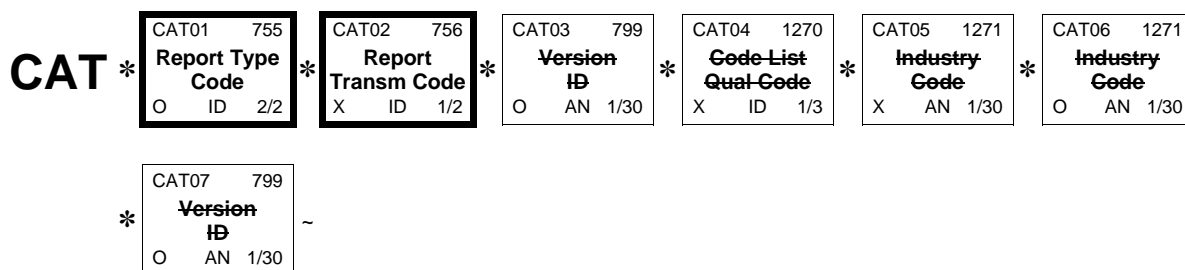 CAT01 755 CAT02 756 CAT03 799 CAT04 1270 CAT05 1271 CAT06 1271
CAT * Report Type * Report * Version * Code List * Industry * Industry
Code Transm Code ID Qual Code Code Code
O ID 2/2 X ID 1/2 O AN 1/30 X ID 1/3 X AN 1/30 O AN 1/30
CAT07 799
* Version ~
ID
O AN 1/30